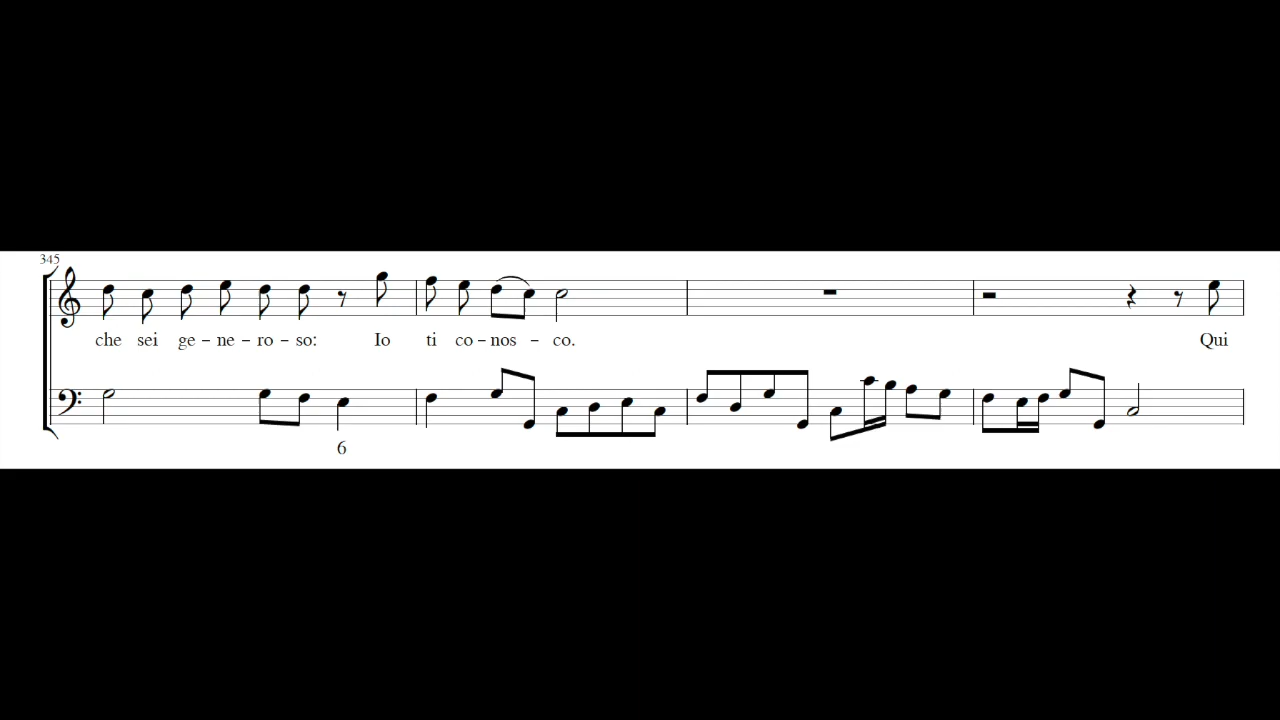 345
che sei ge – ne – ro – so: Io ti co – nos – co. Qui
6